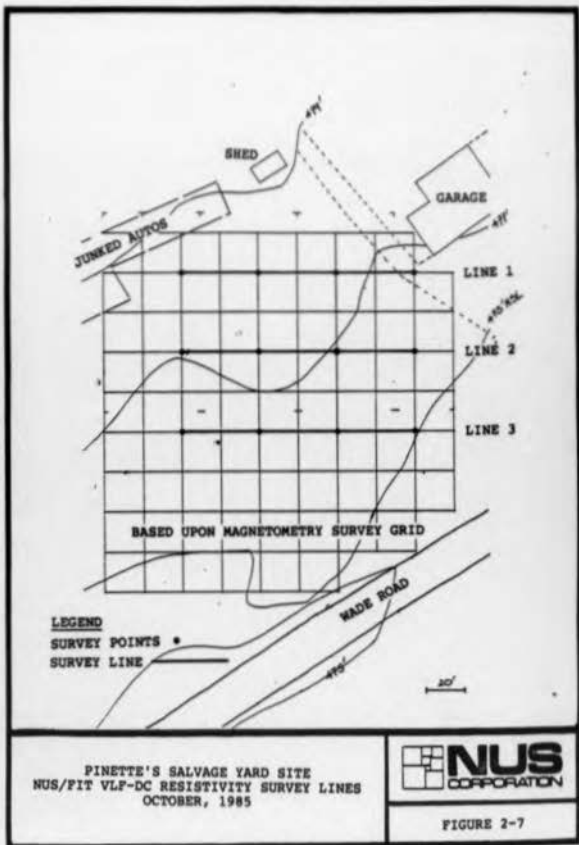 479'
SHED
GARAGE
JUNKED AUTOS
LINE 1
LINE 2
LINE 3
BASED UPON MAGNETOMETRY SURVEY GRID
WADE ROAD
LEGEND
SURVEY POINTS
SURVEY LINE
475'
20'
PINETTE'S SALVAGE YARD SITE
NUS/FIT VLF-DC RESISTIVITY SURVEY LINES
OCTOBER, 1985
NUS
CORPORATION
FIGURE 2-7